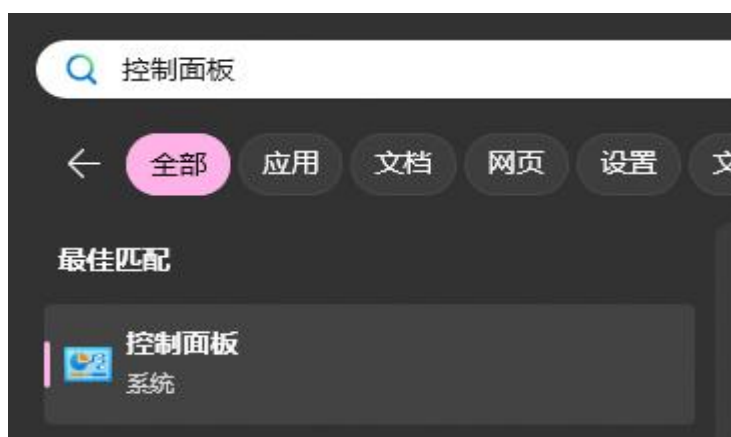 控制面板
全部 应用 文档 网页 设置 文
最佳匹配
控制面板
系统